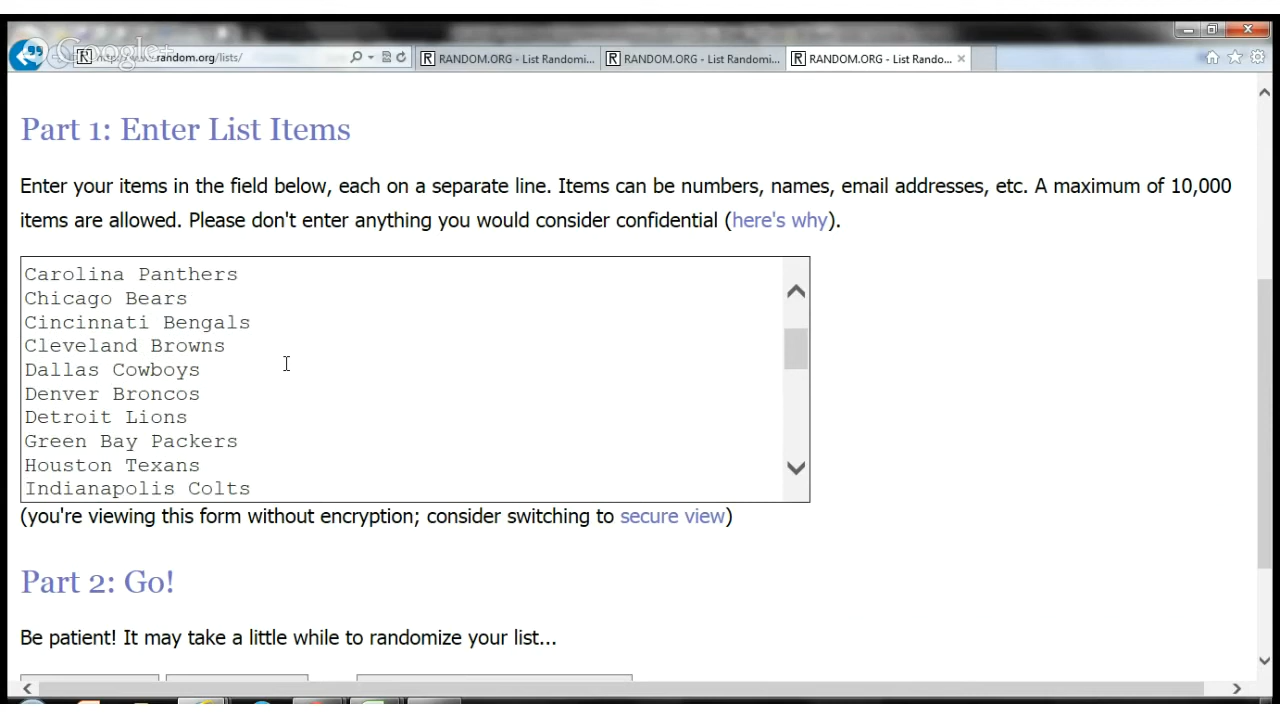 Google+
random.org/lists/
RANDOM.ORG - List Randomi...
RANDOM.ORG - List Randomi...
RANDOM.ORG - List Rando...
Part 1: Enter List Items
Enter your items in the field below, each on a separate line. Items can be numbers, names, email addresses, etc. A maximum of 10,000
items are allowed. Please don't enter anything you would consider confidential (here's why).
Carolina Panthers
Chicago Bears
Cincinnati Bengals
Cleveland Browns
Dallas Cowboys
Denver Broncos
Detroit Lions
Green Bay Packers
Houston Texans
Indianapolis Colts
(you're viewing this form without encryption; consider switching to secure view)
Part 2: Go!
Be patient! It may take a little while to randomize your list...